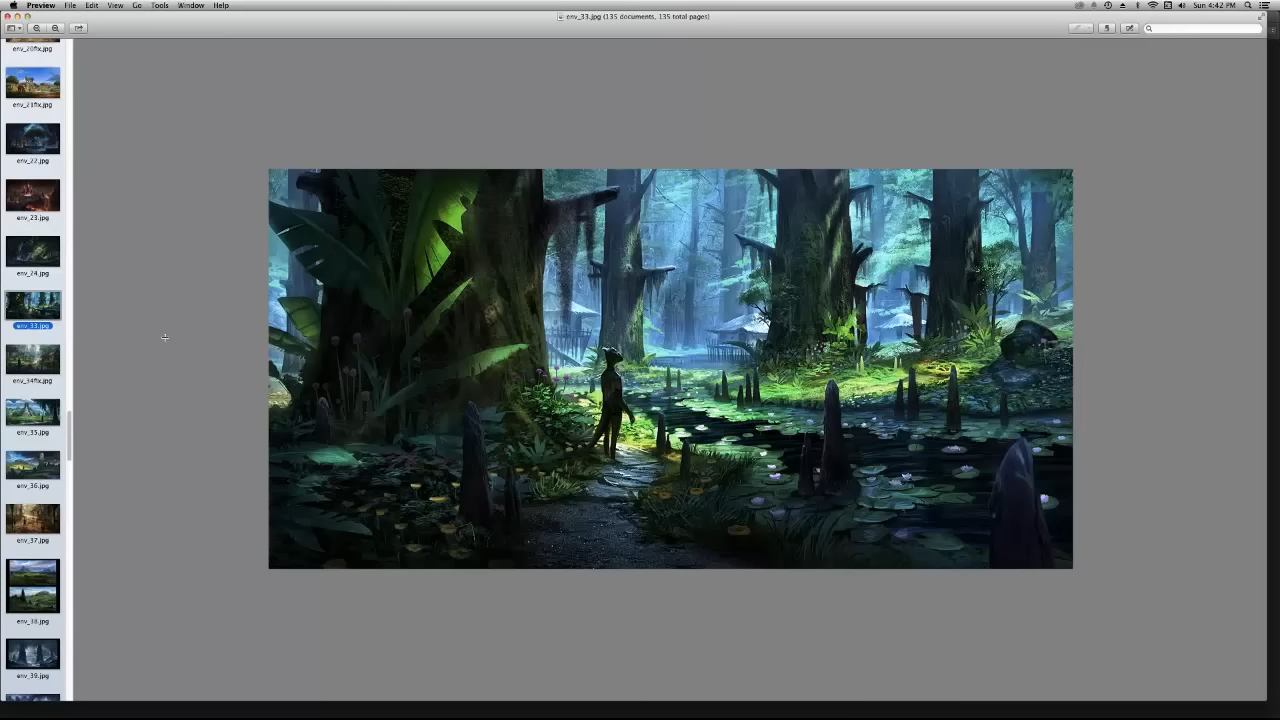 Preview File Edit View Go Tools Window Help
Sun 4:42 PM
env_33.jpg (135 documents, 135 total pages)
env_20fix.jpg
env_21fix.jpg
env_22.jpg
env_23.jpg
env_24.jpg
env_33.jpg
env_34fix.jpg
env_35.jpg
env_36.jpg
env_37.jpg
env_38.jpg
env_39.jpg